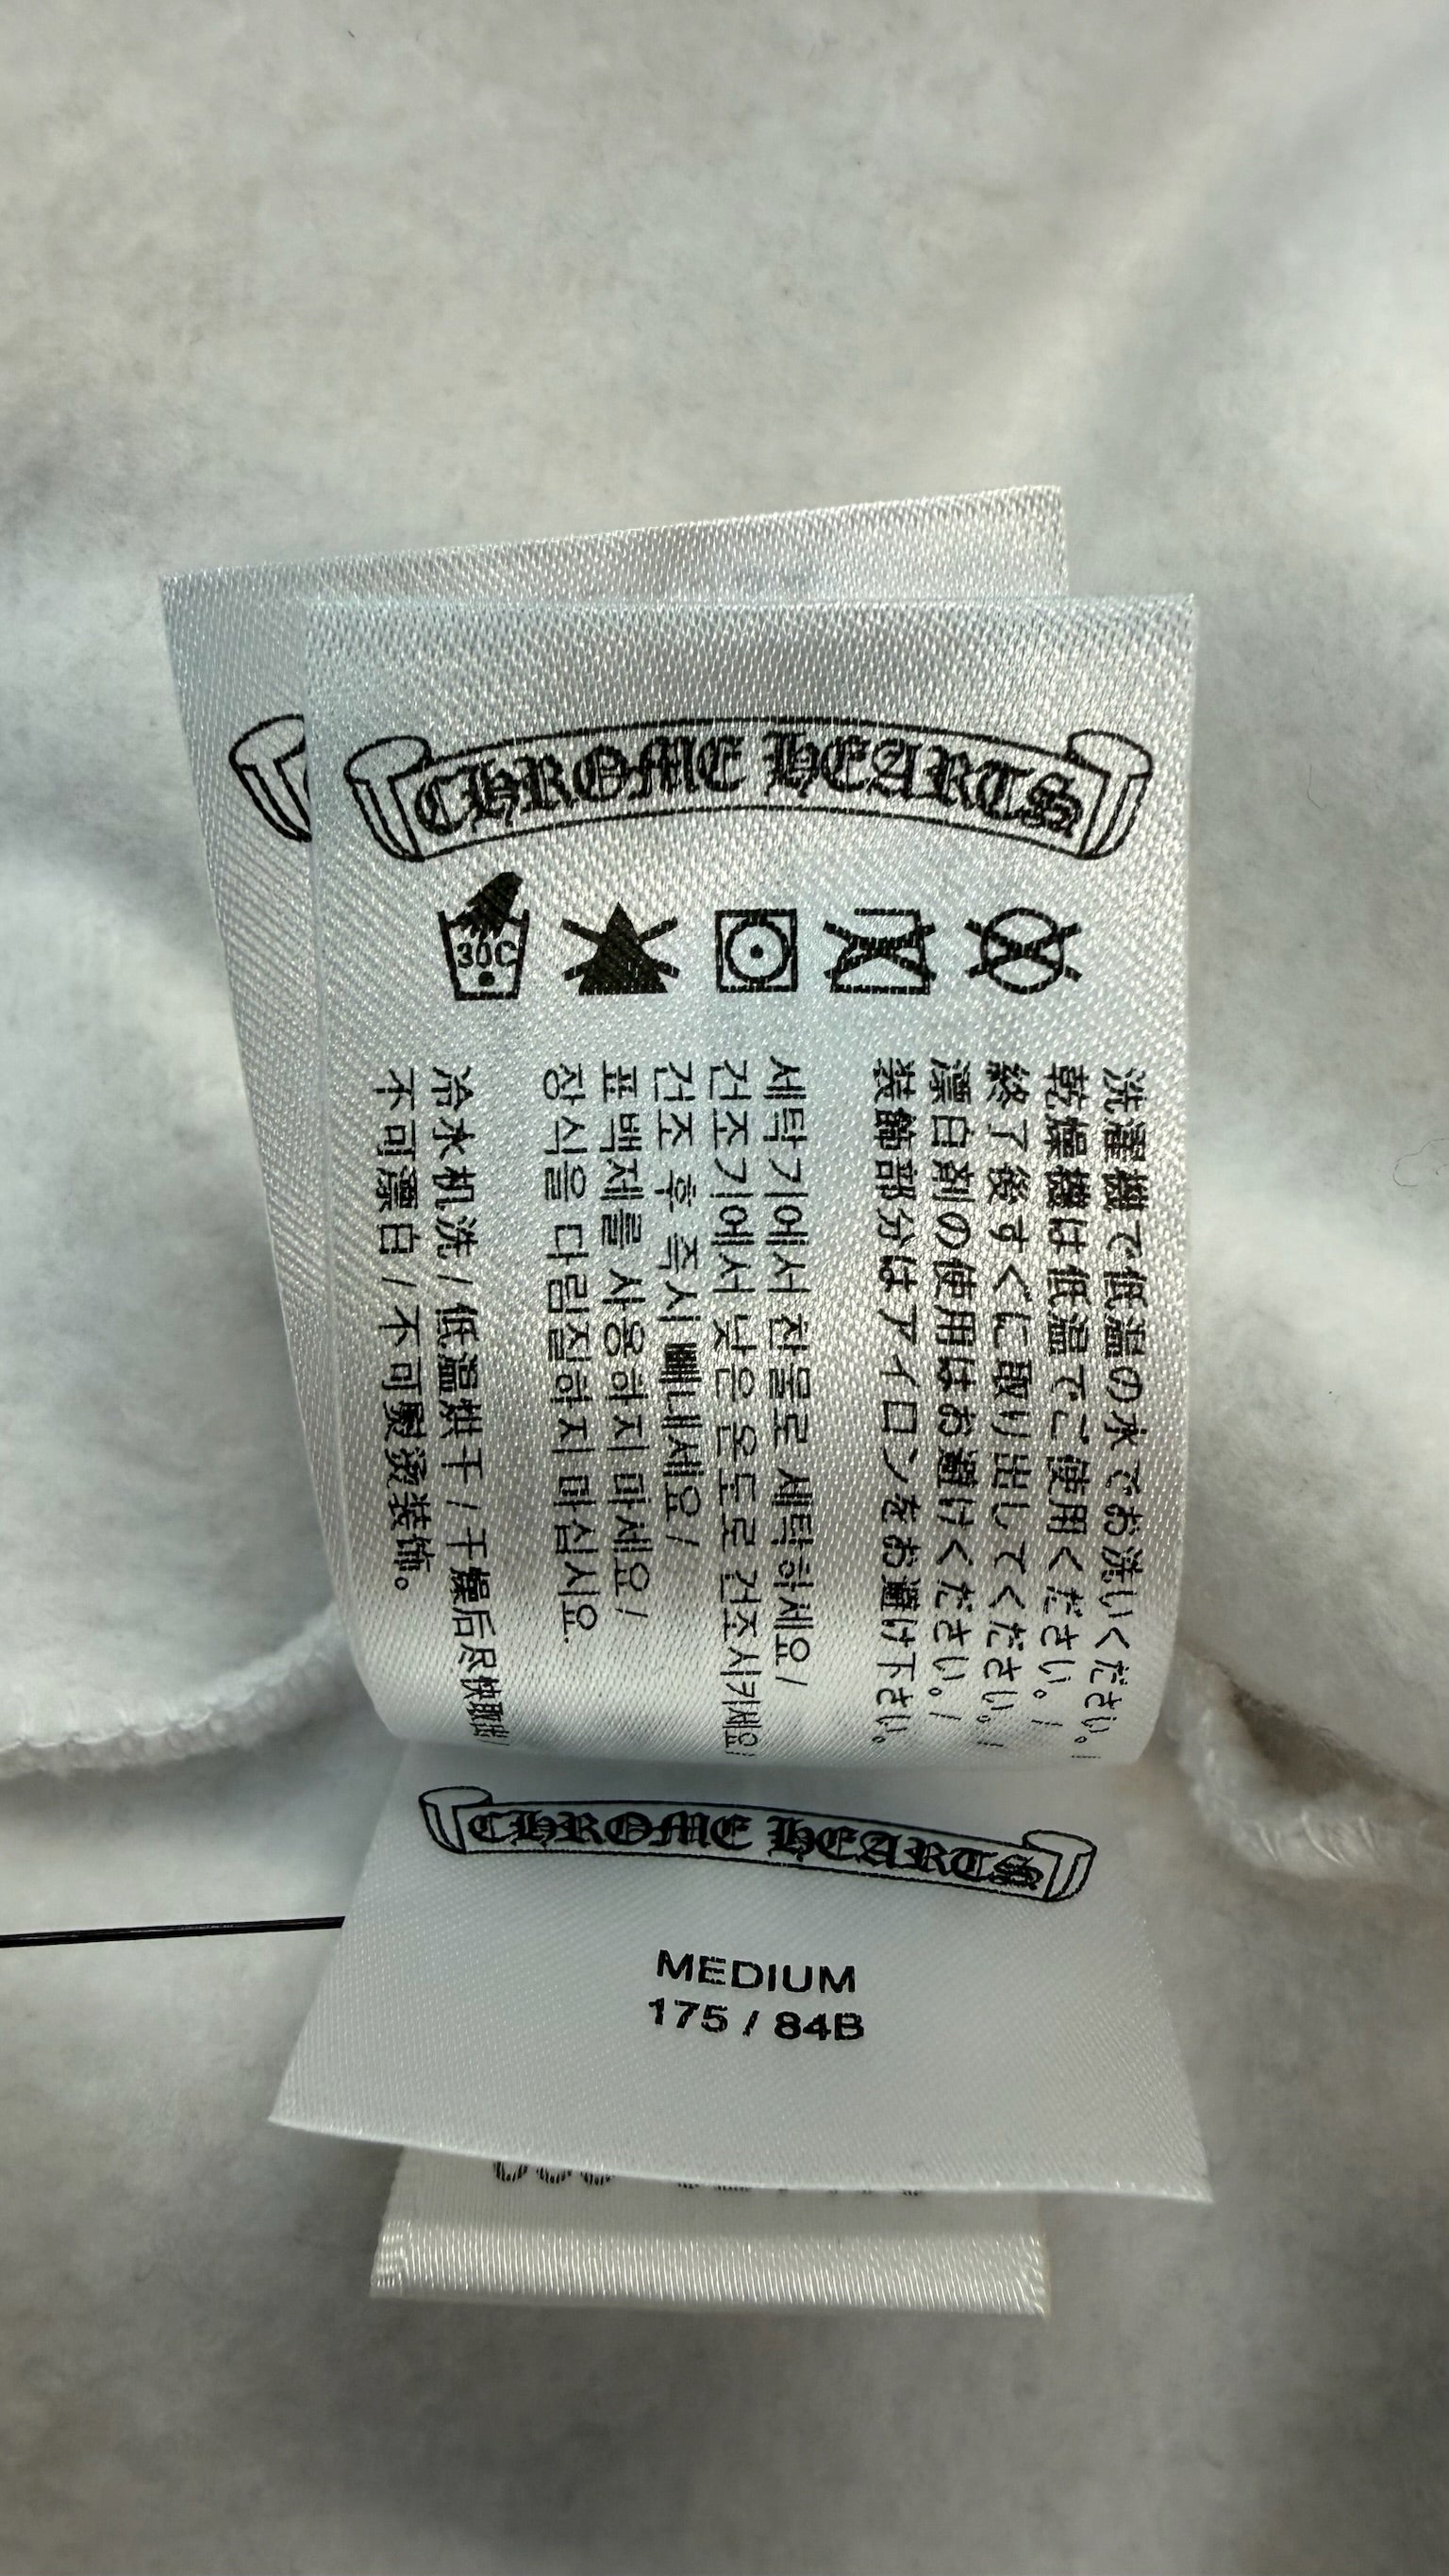 CHROME HEARTS
30C
洗濯機で低温の水でお洗いください。/
乾燥機は低温でご使用ください。/
終了後すぐに取り出してください。/
漂白剤の使用はお避けください。/
装飾部分はアイロンをお避け下さい。
세탁기에서 찬물로 세탁하세요/
건조기에서 낮은 온도로 건조시키세요/
건조 후 즉시 빼내세요/
표백제를 사용하지 마세요/
장식을 다림질하지 마십시요.
冷水机洗 / 低温烘干 / 干燥后尽快取出/
不可漂白 / 不可熨烫装饰。
CHROME HEARTS
MEDIUM
175 / 84B